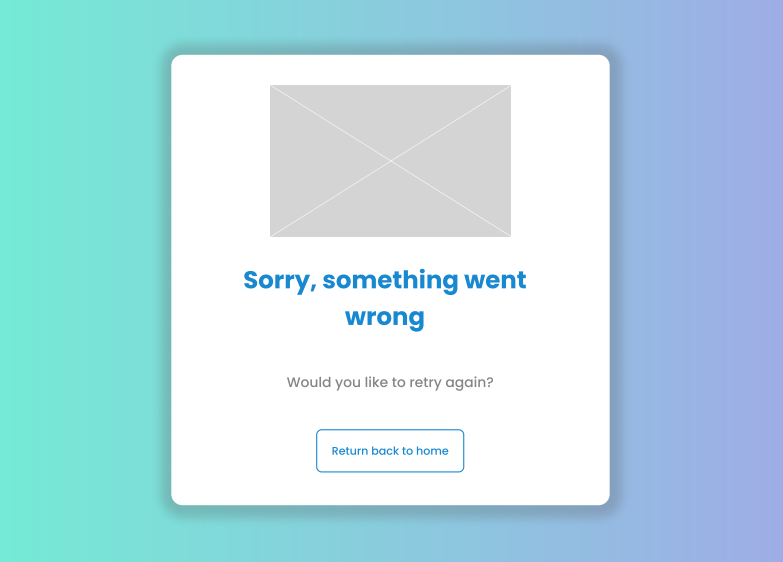 Sorry, something went
wrong
Would you like to retry again?
Return back to home